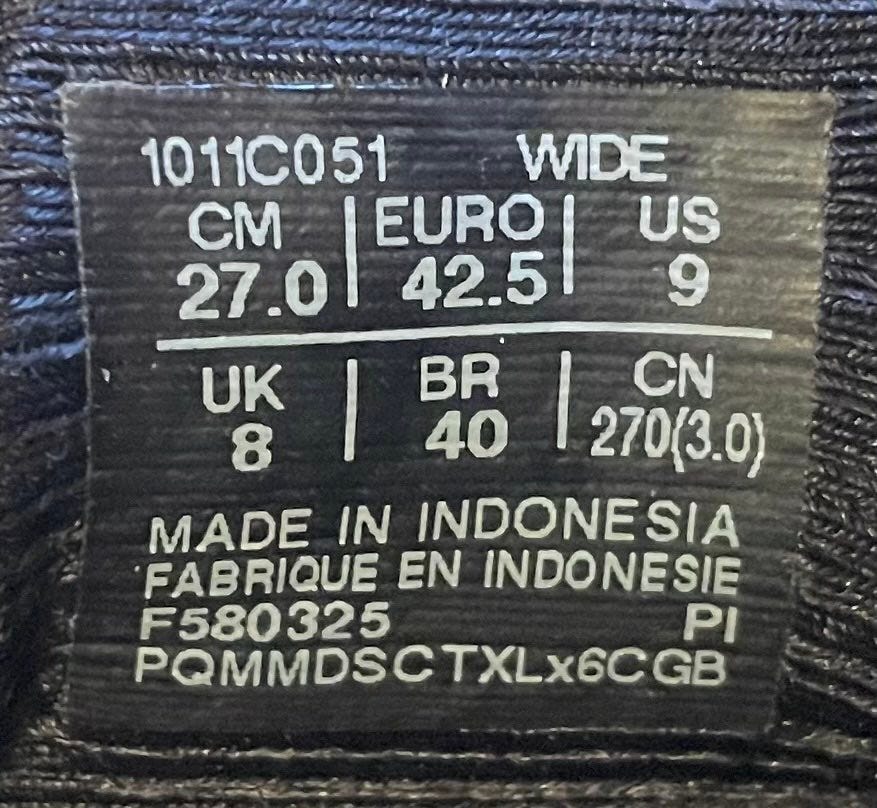 1011C051 WIDE
CM | EURO | US
27.0 | 42.5 | 9
UK | BR | CN
8 | 40 | 270(3.0)
MADE IN INDONESIA
FABRIQUE EN INDONESIE
F580325 PI
PQMMDSCTXLx6CGB